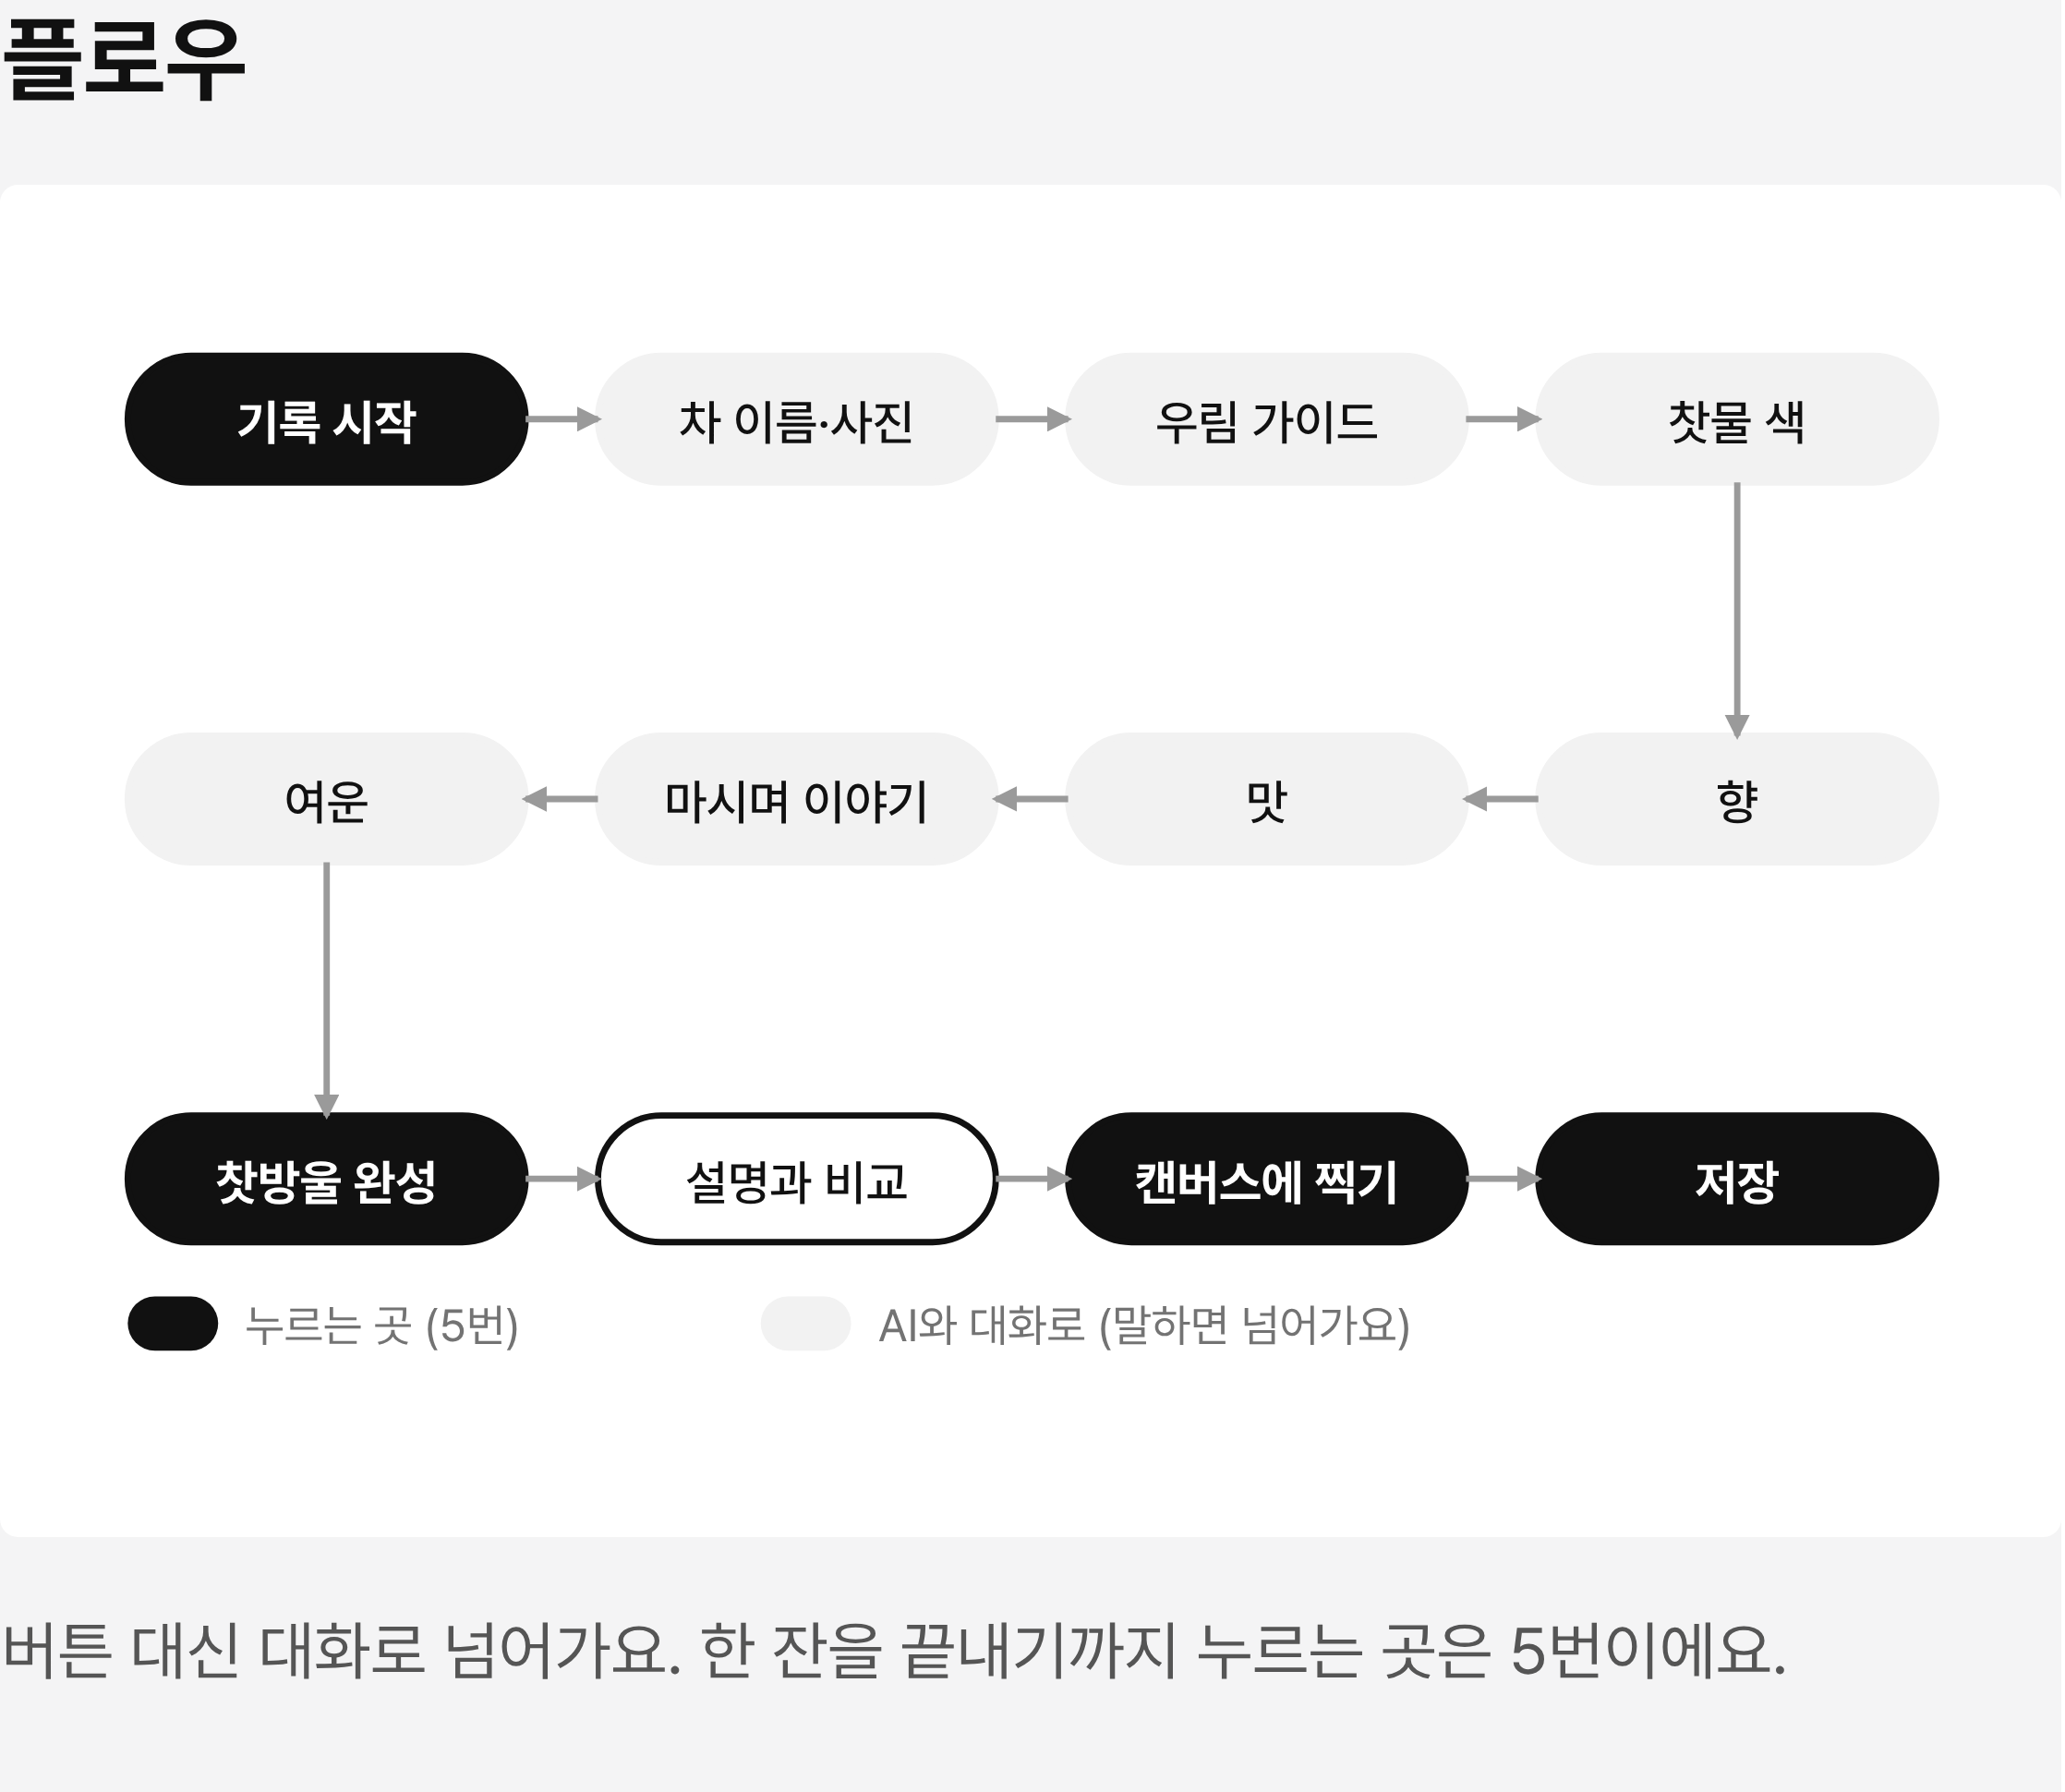 플로우
기록 시작
차 이름·사진
우림 가이드
찻물 색
여운
마시며 이야기
맛
향
찻방울 완성
설명과 비교
캔버스에 찍기
저장
누르는 곳 (5번)
AI와 대화로 (말하면 넘어가요)
버튼 대신 대화로 넘어가요. 한 잔을 끝내기까지 누르는 곳은 5번이에요.